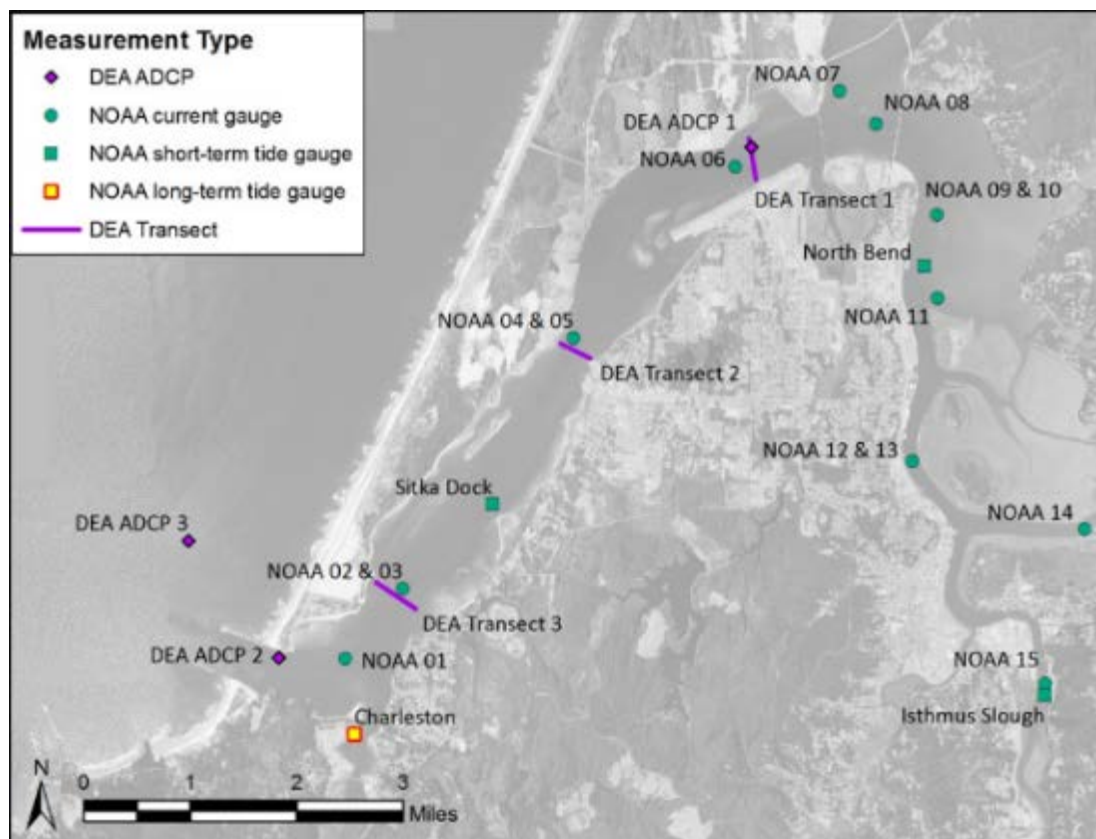 Measurement Type
DEA ADCP
NOAA current gauge
NOAA short-term tide gauge
NOAA long-term tide gauge
DEA Transect
NOAA 07
NOAA 08
DEA ADCP 1
NOAA 06
DEA Transect 1
NOAA 09 & 10
North Bend
NOAA 11
NOAA 04 & 05
DEA Transect 2
NOAA 12 & 13
Sitka Dock
DEA ADCP 3
NOAA 14
NOAA 02 & 03
DEA Transect 3
DEA ADCP 2
NOAA 01
NOAA 15
Isthmus Slough
Charleston
N
0 1 2 3
Miles